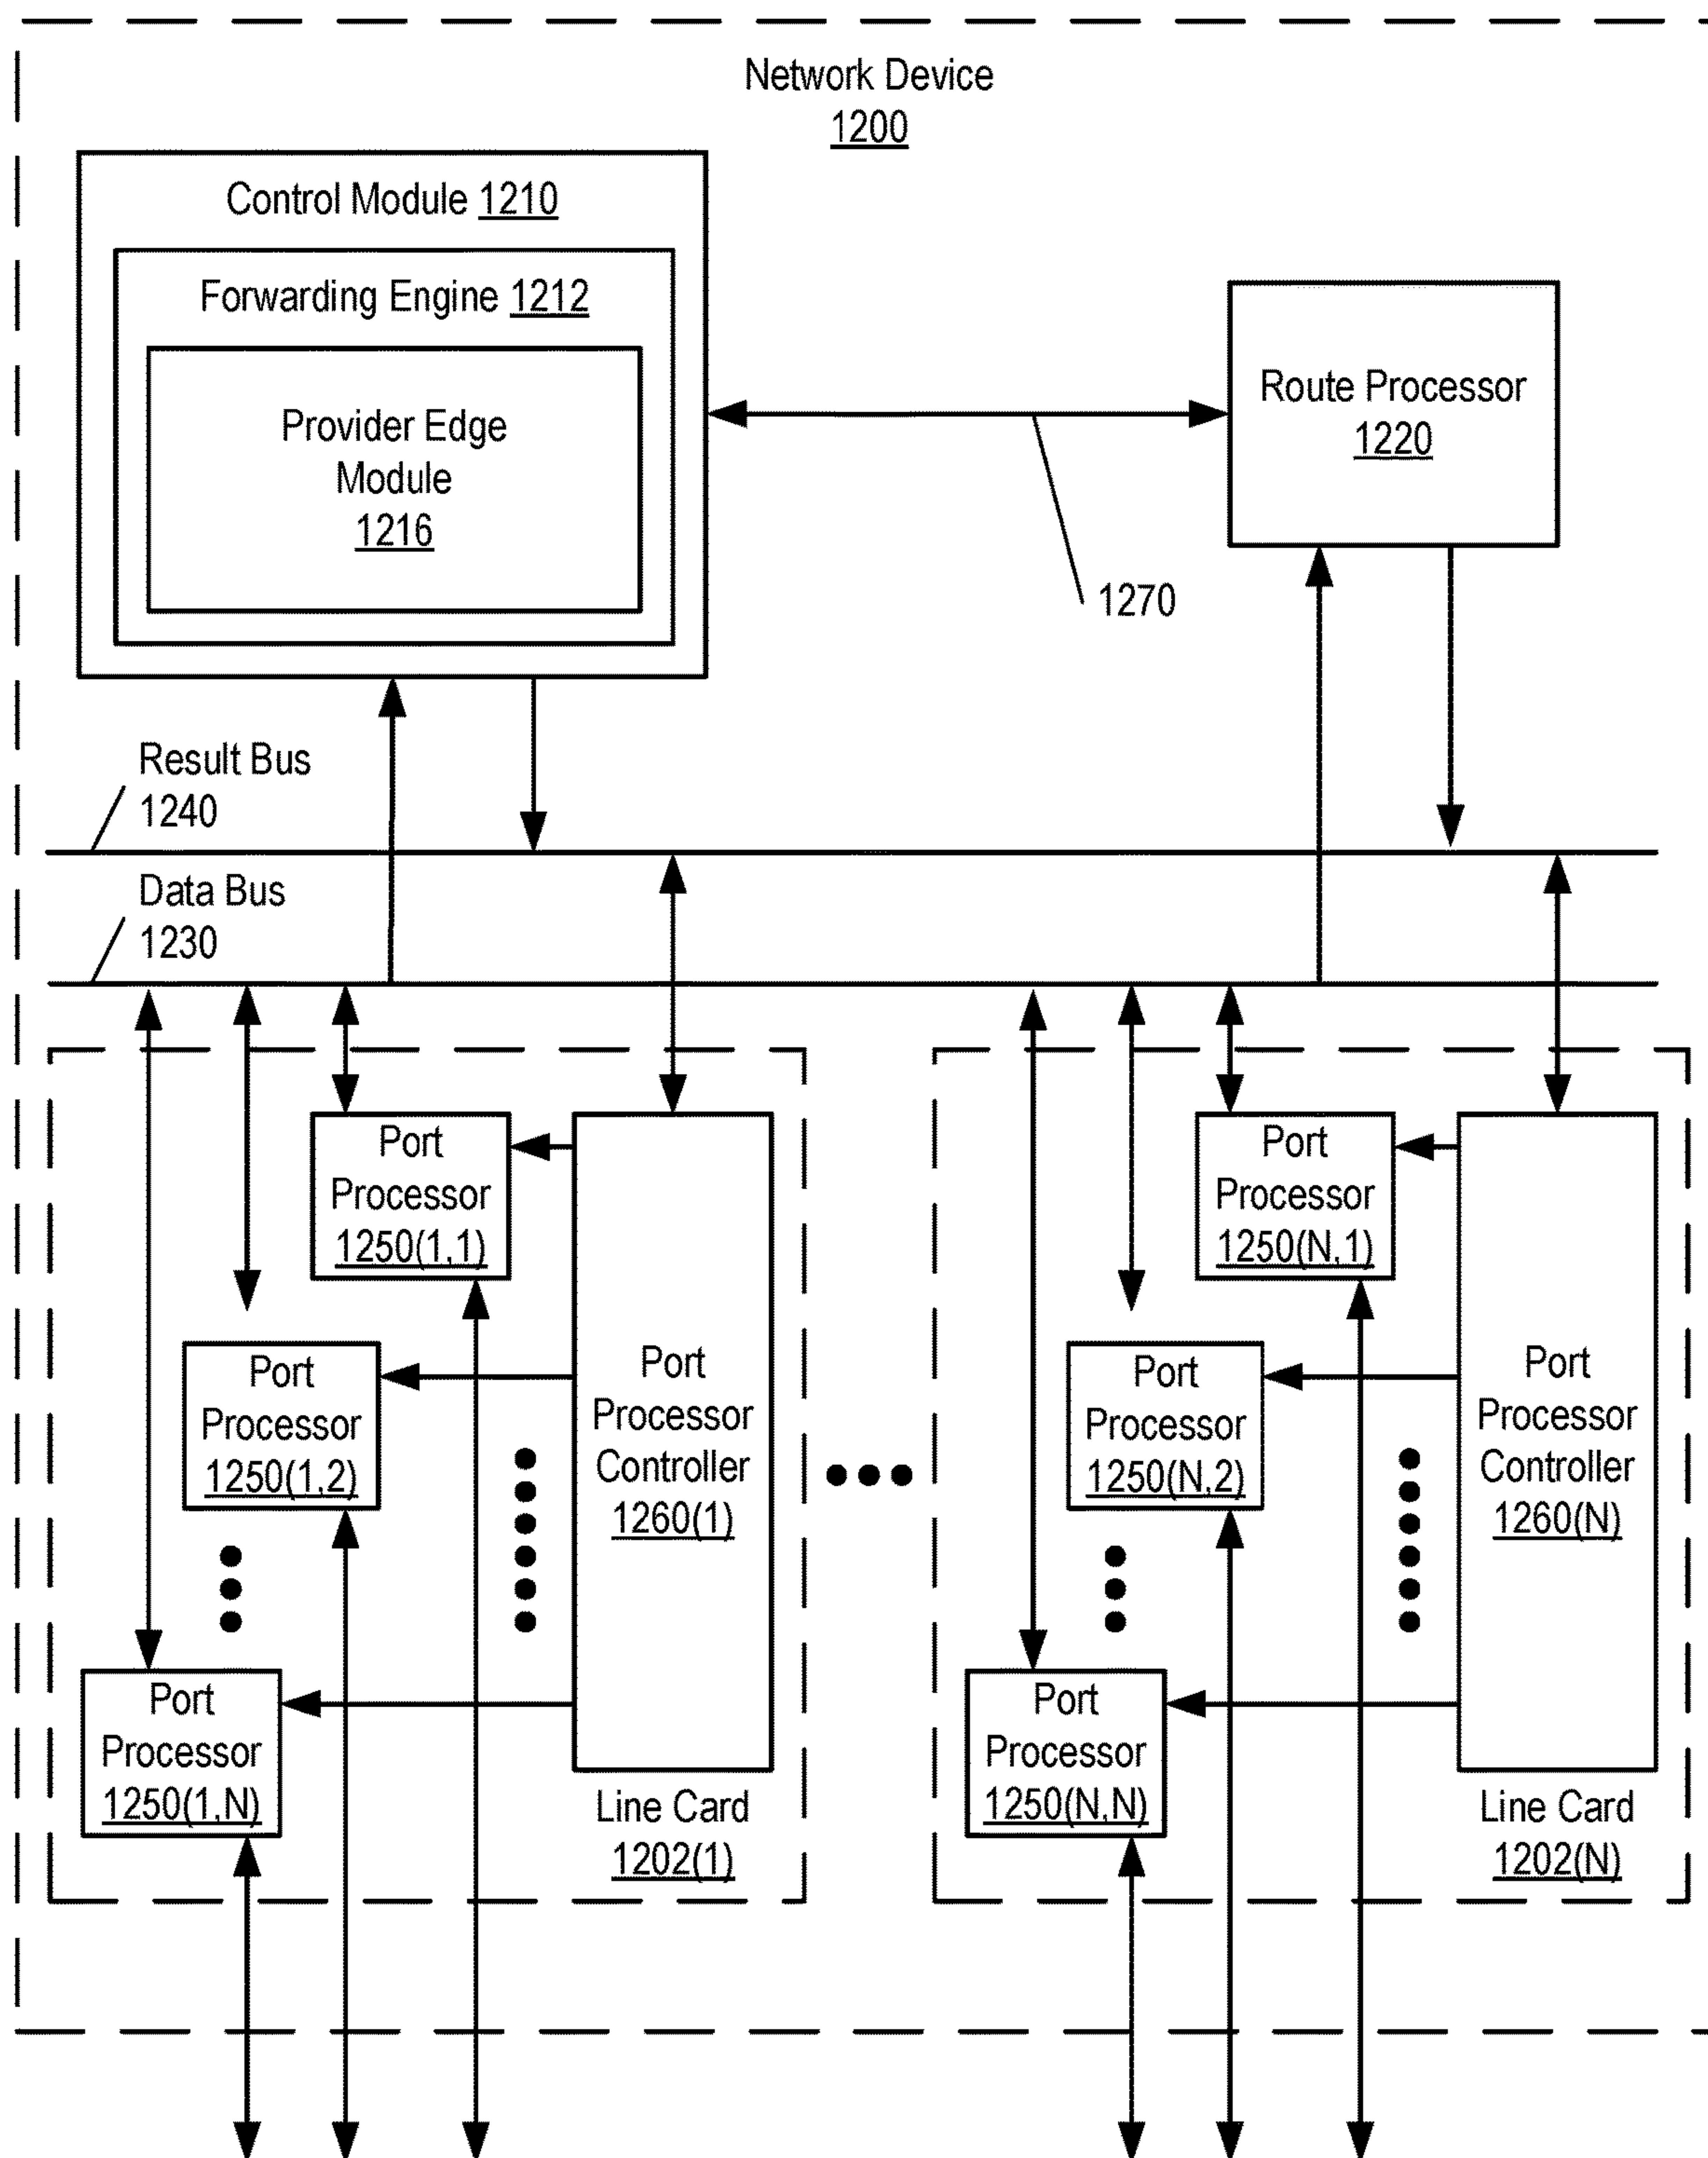 Network Device
1200
Control Module 1210
Forwarding Engine 1212
Provider Edge
Module
1216
Route Processor
1220
1270
Result Bus
1240
Data Bus
1230
Port
Processor
1250(1,1)
Port
Processor
1250(1,2)
Port
Processor
1250(1,N)
Port
Processor
Controller
1260(1)
Line Card
1202(1)
Port
Processor
1250(N,1)
Port
Processor
1250(N,2)
Port
Processor
1250(N,N)
Port
Processor
Controller
1260(N)
Line Card
1202(N)